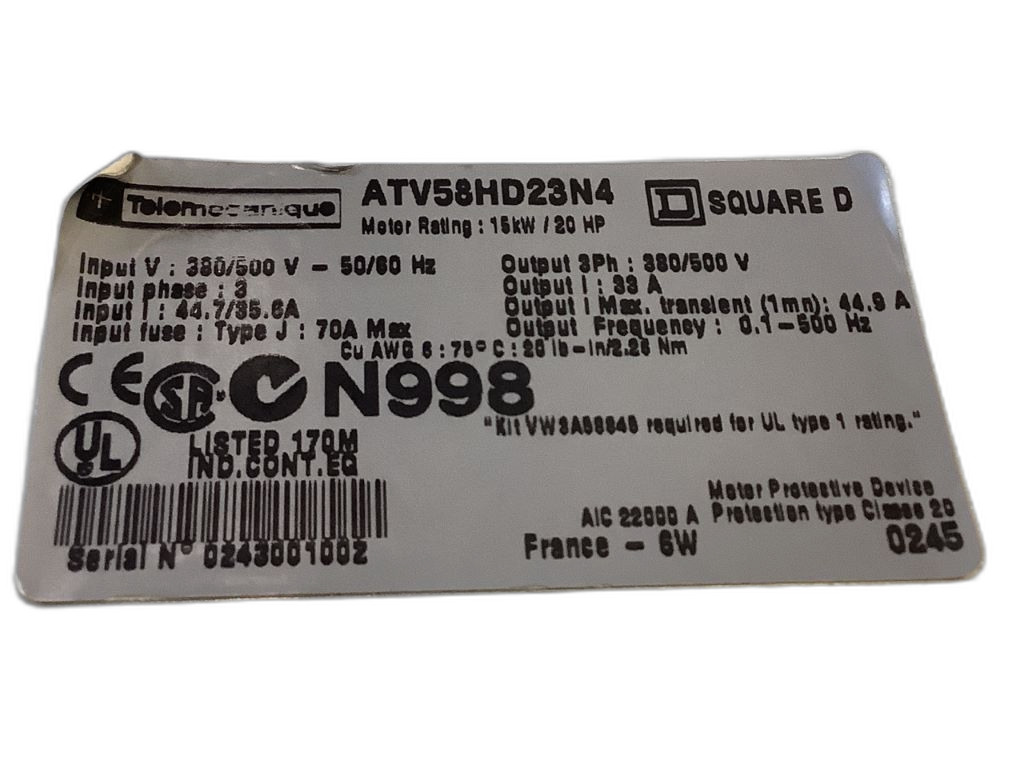 Telemecanique
ATV58HD23N4
SQUARE D
Motor Rating : 15kW / 20 HP
Input V : 380/500 V – 50/60 Hz
Input phase : 3
Input I : 44.7/35.6A
Input fuse : Type J : 70A Max
Output 3Ph : 380/500 V
Output I : 33 A
Output I Max. transient (1mn): 44.9 A
Output Frequency : 0.1–500 Hz
Cu AWG 6 : 75° C : 20 lb–in/2.26 Nm
CE SA N998
"Kit VW3A58845 required for UL type 1 rating."
UL
LISTED 170M
IND.CONT.EQ
Motor Protective Device
AIC 22000 A Protection type Classe 20
Serial N° 0243001002
France – 6W
0245